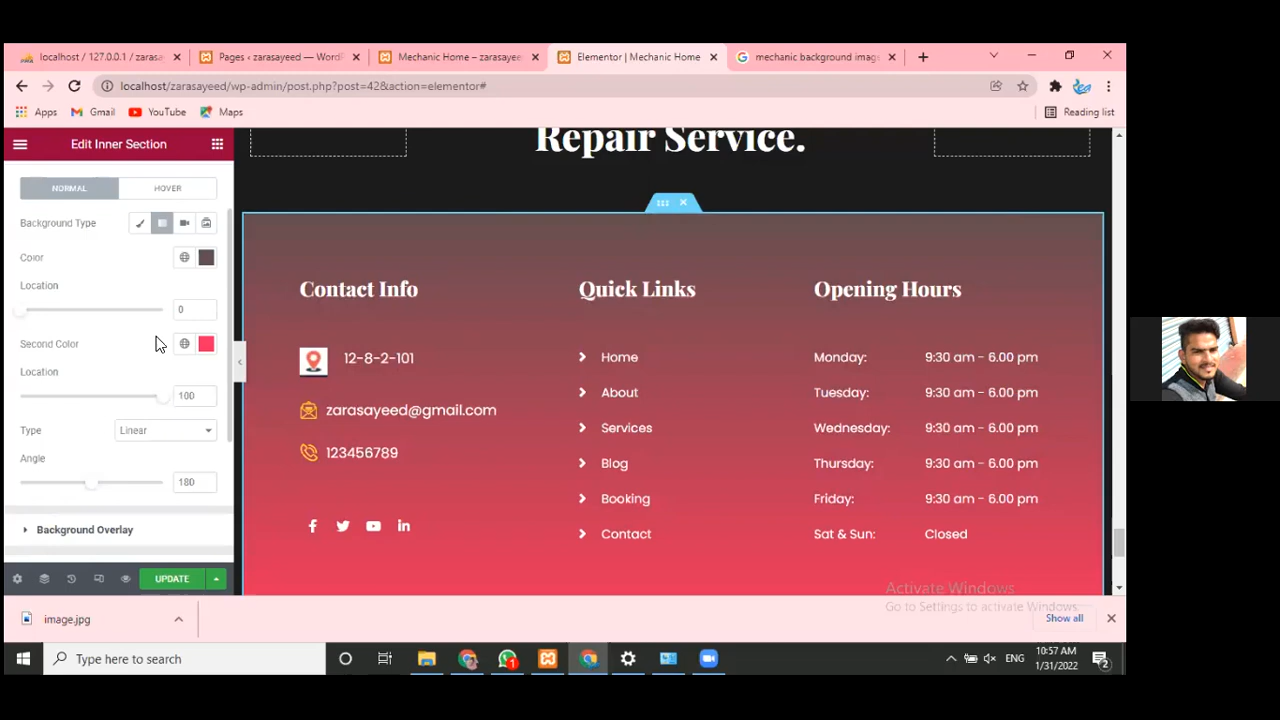 localhost / 127.0.0.1 / zarasa
Pages ‹ zarasayeed — WordP
Mechanic Home – zarasayee
Elementor | Mechanic Home
mechanic background image
localhost/zarasayeed/wp-admin/post.php?post=42&action=elementor#
Apps
Gmail
YouTube
Maps
Reading list
Edit Inner Section
NORMAL
HOVER
Background Type
Color
Location
0
Second Color
Location
100
Type
Linear
Angle
180
Background Overlay
UPDATE
Repair Service.
Contact Info
12-8-2-101
zarasayeed@gmail.com
123456789
Quick Links
Home
About
Services
Blog
Booking
Contact
Opening Hours
Monday: 9:30 am – 6.00 pm
Tuesday: 9:30 am – 6.00 pm
Wednesday: 9:30 am – 6.00 pm
Thursday: 9:30 am – 6.00 pm
Friday: 9:30 am – 6.00 pm
Sat & Sun: Closed
Activate Windows
Go to Settings to activate Windows.
image.jpg
Show all
Type here to search
1
ENG
10:57 AM
1/31/2022
2